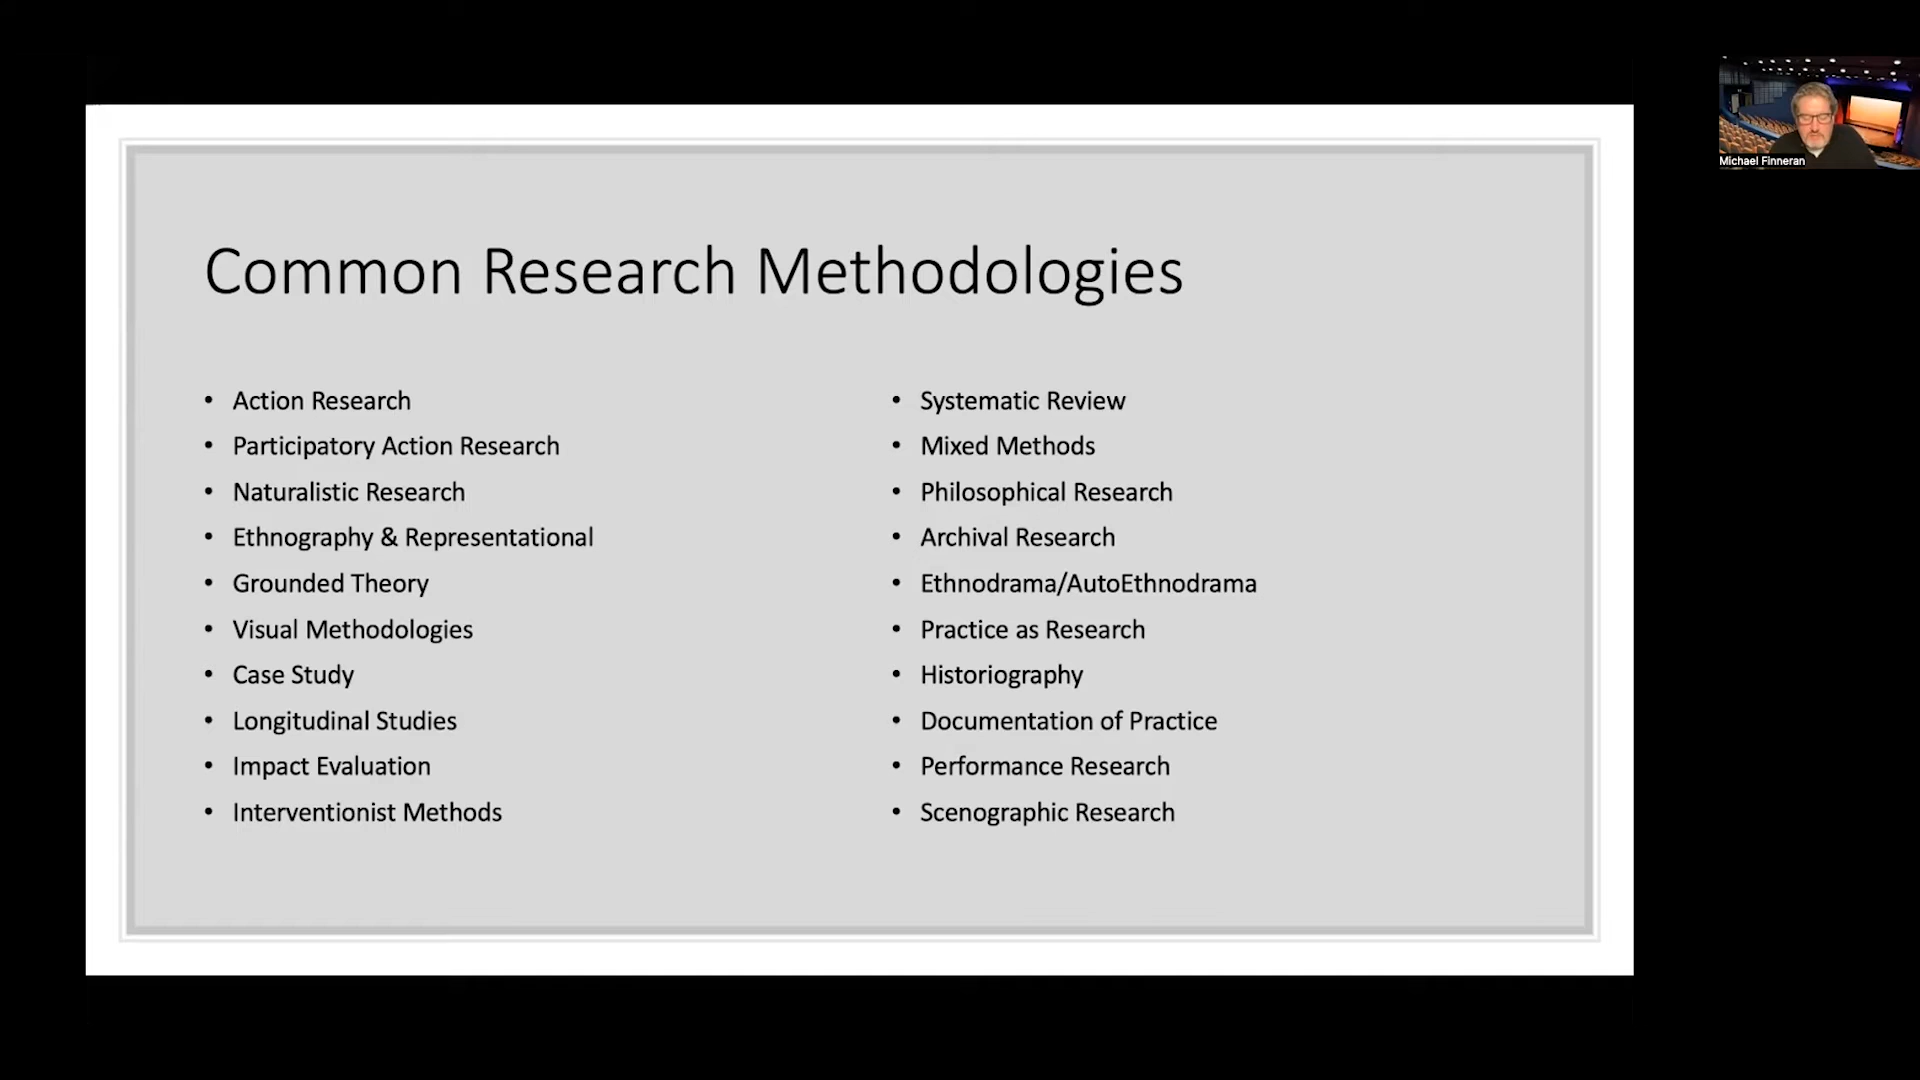 Common Research Methodologies
• Action Research
• Participatory Action Research
• Naturalistic Research
• Ethnography & Representational
• Grounded Theory
• Visual Methodologies
• Case Study
• Longitudinal Studies
• Impact Evaluation
• Interventionist Methods
• Systematic Review
• Mixed Methods
• Philosophical Research
• Archival Research
• Ethnodrama/AutoEthnodrama
• Practice as Research
• Historiography
• Documentation of Practice
• Performance Research
• Scenographic Research
Michael Finneran